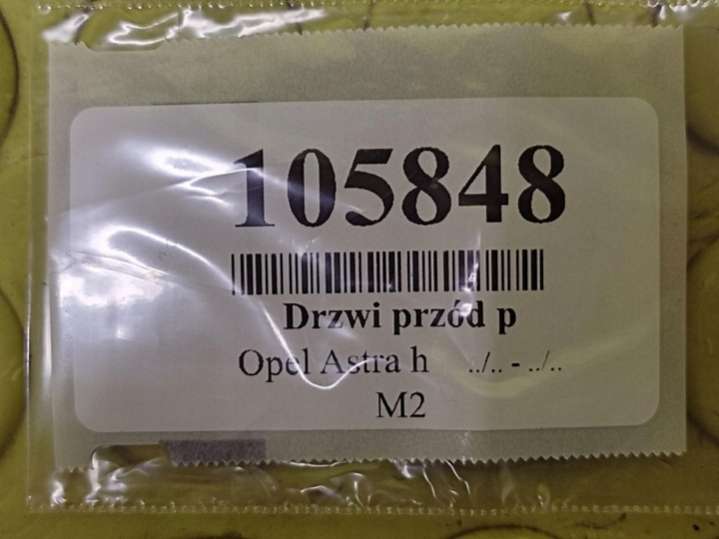 105848
Drzwi przód p
Opel Astra h ../.. - ../..
M2